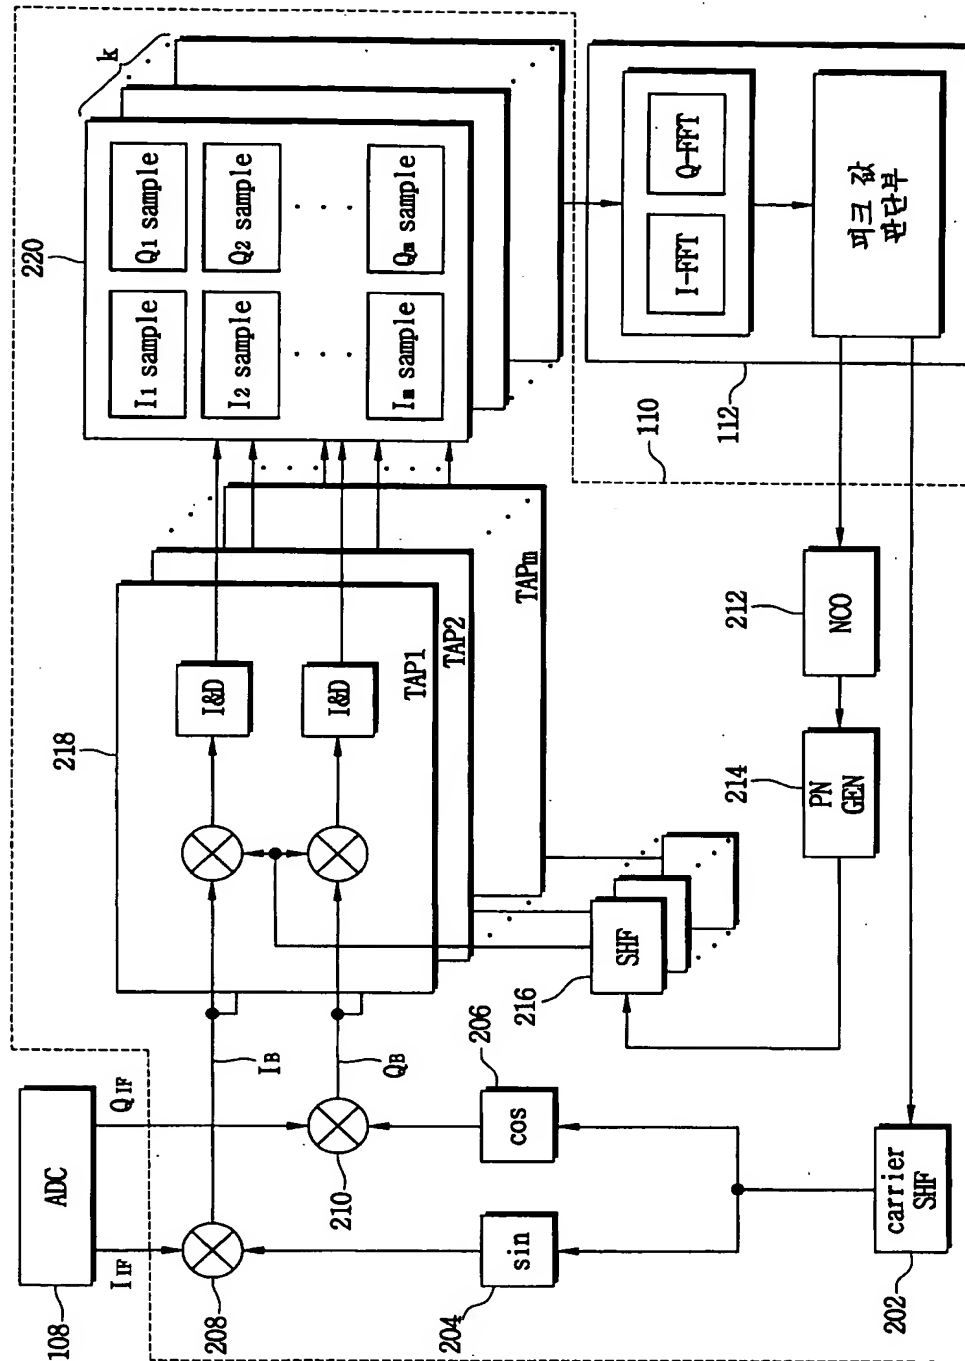 108
ADC
I IF
Q IF
208
210
IB
QB
204
sin
206
cos
202
carrier
SHF
218
I&D
I&D
TAP1
TAP2
TAPm
216
SHF
214
PN
GEN
212
NCO
220
I1 sample
Q1 sample
I2 sample
Q2 sample
Im sample
Qm sample
k
110
112
I-FFT
Q-FFT
피크 값
판단부